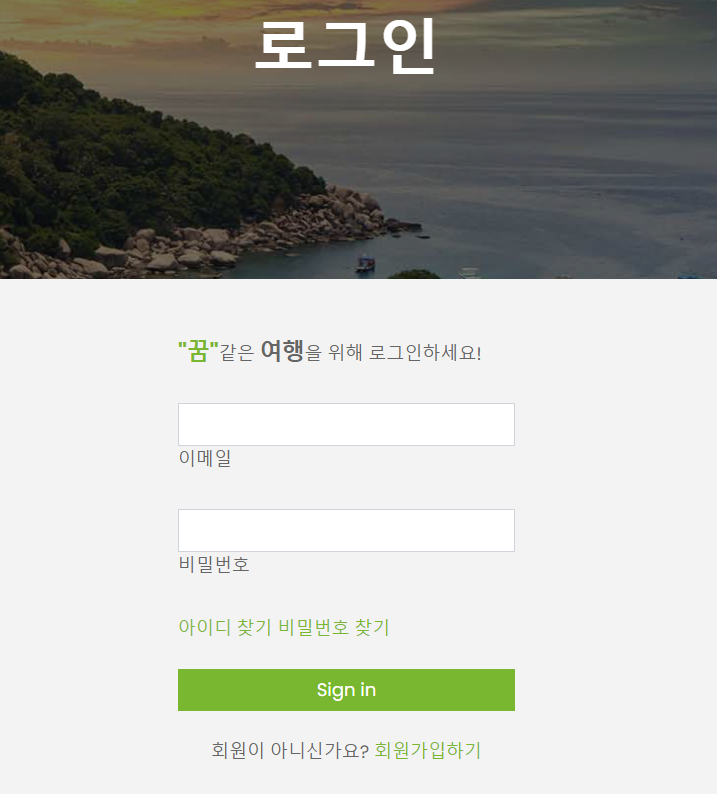 로그인
"꿈"같은 여행을 위해 로그인하세요!
이메일
비밀번호
아이디 찾기 비밀번호 찾기
Sign in
회원이 아니신가요? 회원가입하기